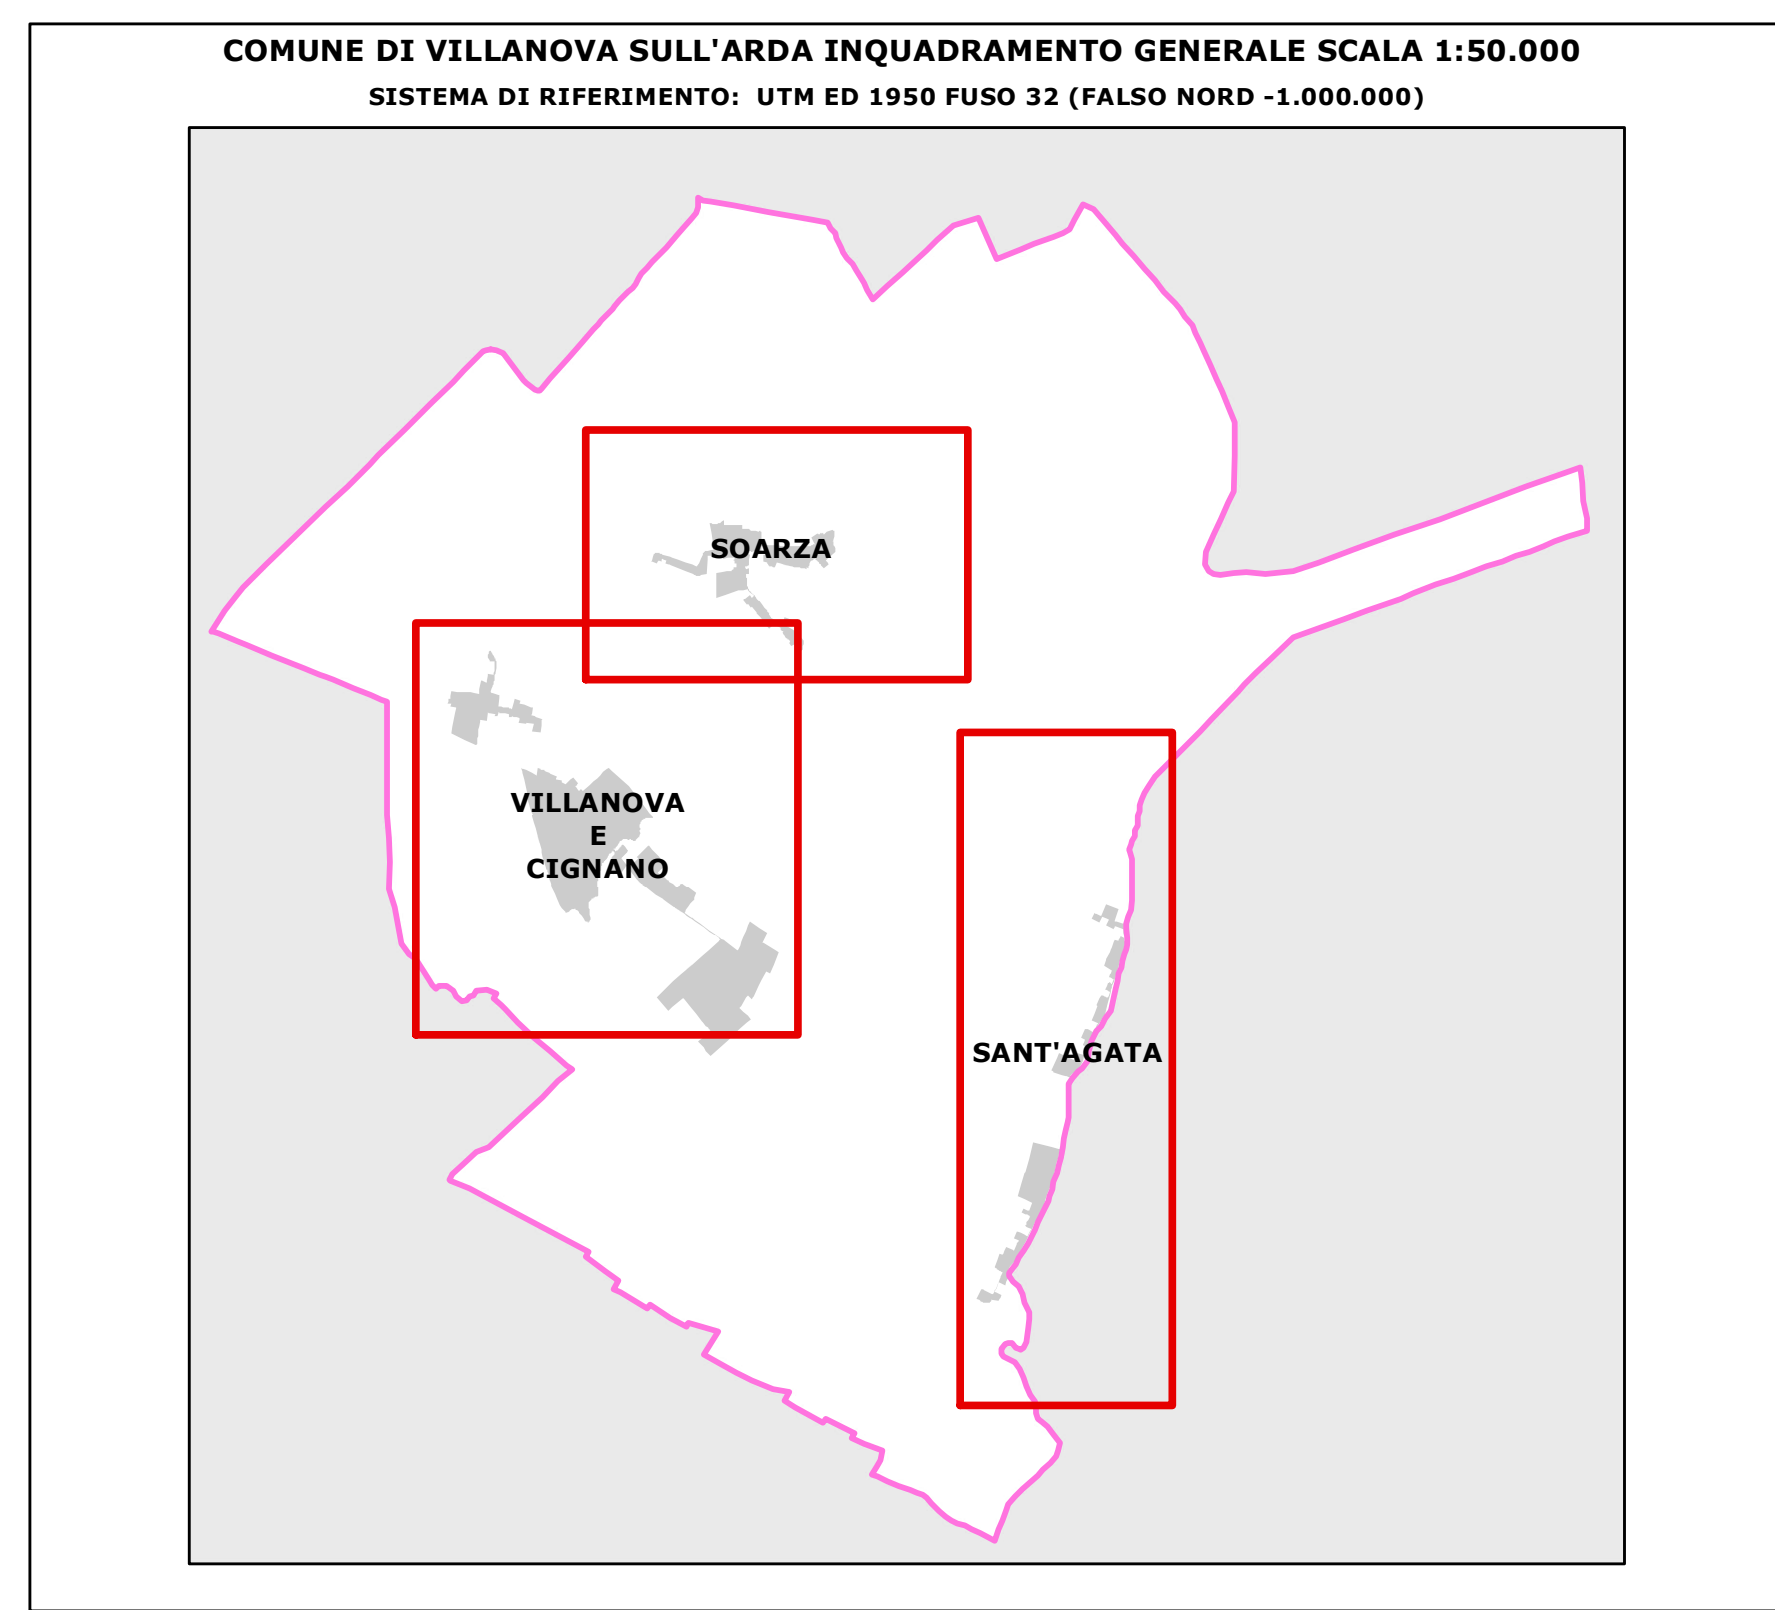 COMUNE DI VILLANOVA SULL'ARDA INQUADRAMENTO GENERALE SCALA 1:50.000
SISTEMA DI RIFERIMENTO: UTM ED 1950 FUSO 32 (FALSO NORD -1.000.000)
SOARZA
VILLANOVA
E
CIGNANO
SANT'AGATA